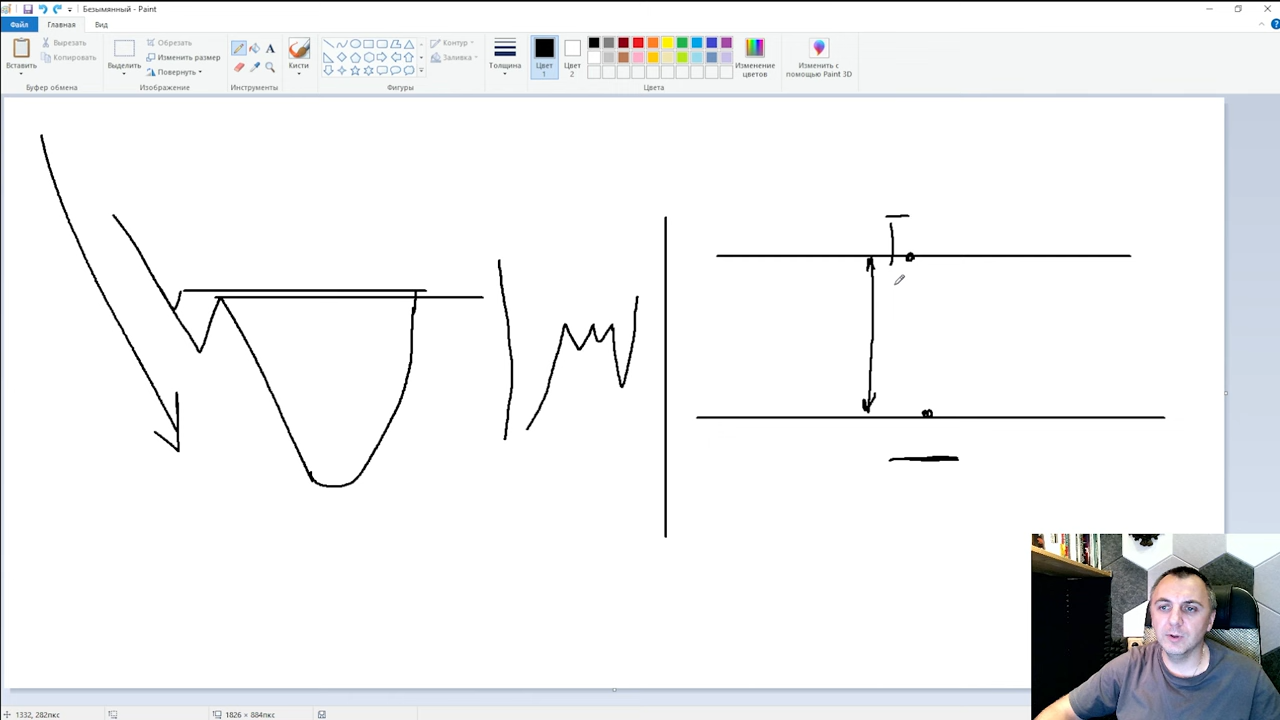 Безымянный - Paint
Файл Главная Вид
Вставить
Вырезать
Копировать
Буфер обмена
Выделить
Обрезать
Изменить размер
Повернуть
Изображение
A
Инструменты
Кисти
Контур
Заливка
Фигуры
Толщина
Цвет 1
Цвет 2
Изменение цветов
Цвета
Изменить с помощью Paint 3D
1332, 282пкс
1826 × 884пкс